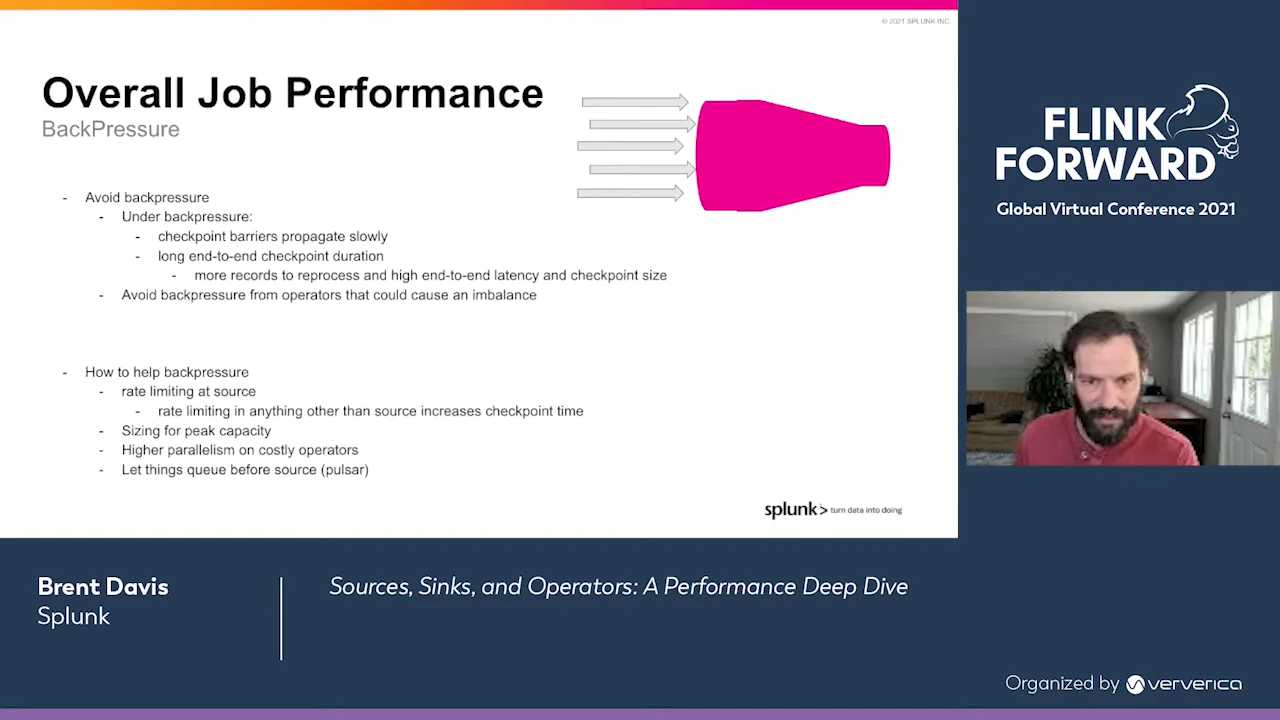 © 2021 SPLUNK INC.
Overall Job Performance
BackPressure
- Avoid backpressure
- Under backpressure:
- checkpoint barriers propagate slowly
- long end-to-end checkpoint duration
- more records to reprocess and high end-to-end latency and checkpoint size
- Avoid backpressure from operators that could cause an imbalance
- How to help backpressure
- rate limiting at source
- rate limiting in anything other than source increases checkpoint time
- Sizing for peak capacity
- Higher parallelism on costly operators
- Let things queue before source (pulsar)
splunk> turn data into doing
FLINK
FORWARD
Global Virtual Conference 2021
Brent Davis
Splunk
Sources, Sinks, and Operators: A Performance Deep Dive
Organized by ververica